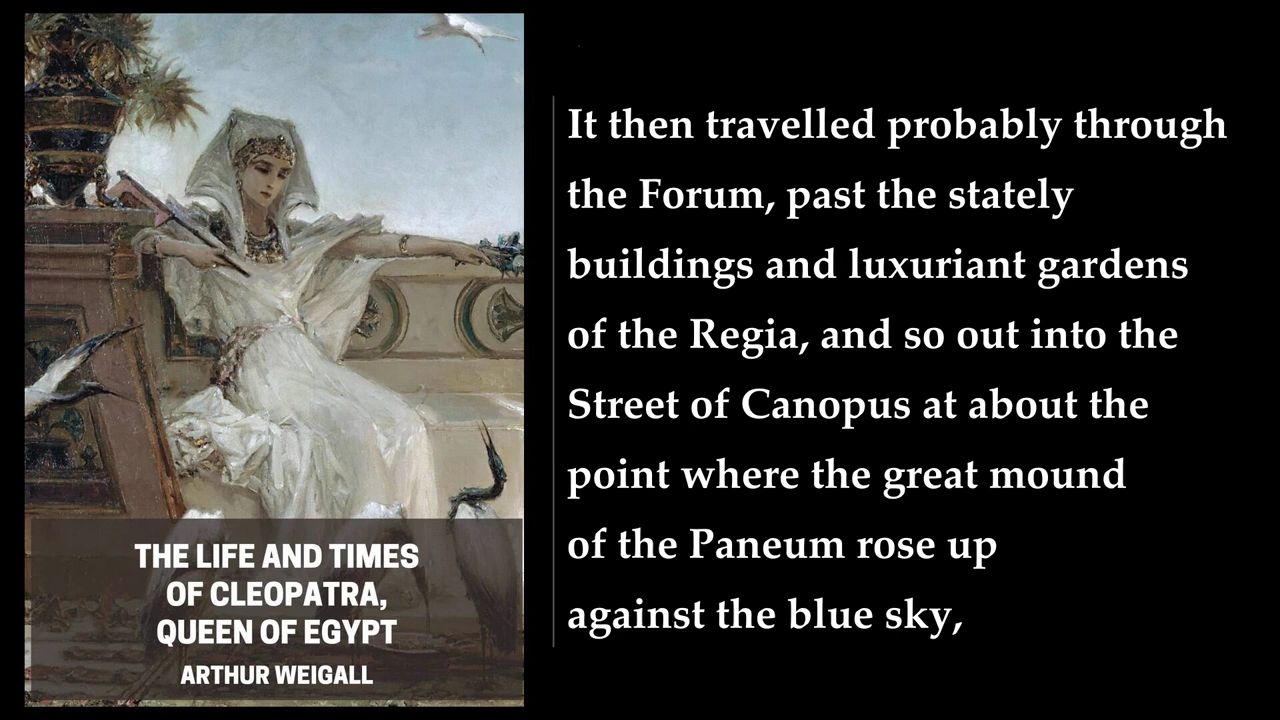 It then travelled probably through
the Forum, past the stately
buildings and luxuriant gardens
of the Regia, and so out into the
Street of Canopus at about the
point where the great mound
of the Paneum rose up
against the blue sky,
THE LIFE AND TIMES
OF CLEOPATRA,
QUEEN OF EGYPT
ARTHUR WEIGALL